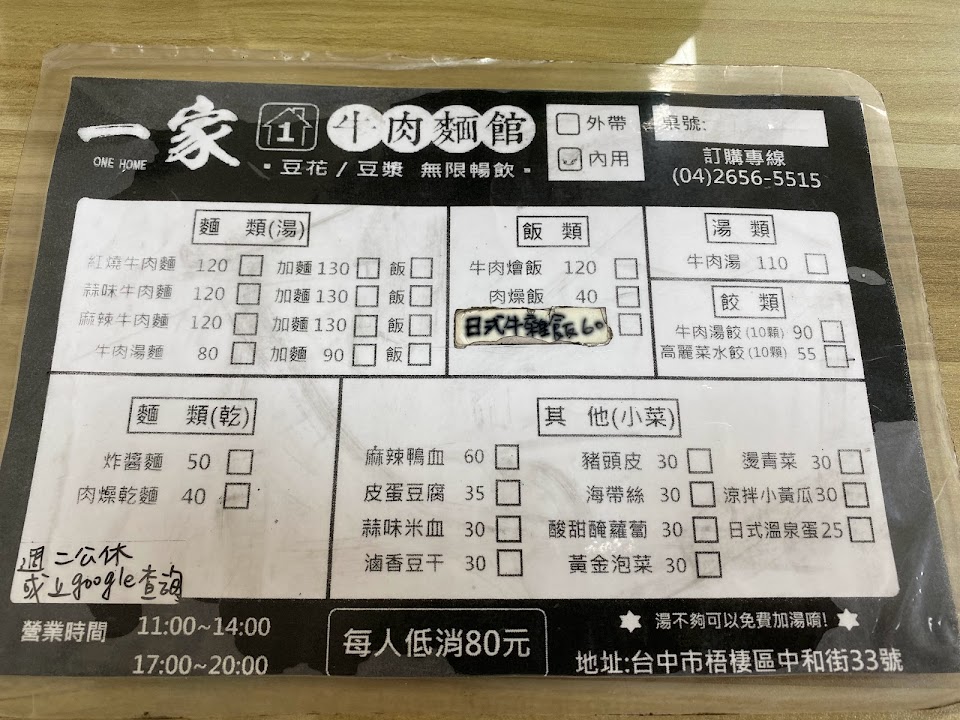 一家 1 牛肉麵館
ONE HOME
豆花/豆漿 無限暢飲
外帶
內用
桌號:
訂購專線
(04)2656-5515
麵 類(湯)
紅燒牛肉麵 120 加麵 130 飯
蒜味牛肉麵 120 加麵 130 飯
麻辣牛肉麵 120 加麵 130 飯
牛肉湯麵 80 加麵 90 飯
飯 類
牛肉燴飯 120
肉燥飯 40
日式牛雜飯 60
湯 類
牛肉湯 110
餃 類
牛肉湯餃(10顆) 90
高麗菜水餃(10顆) 55
麵 類(乾)
炸醬麵 50
肉燥乾麵 40
其 他(小菜)
麻辣鴨血 60 豬頭皮 30 燙青菜 30
皮蛋豆腐 35 海帶絲 30 涼拌小黃瓜30
蒜味米血 30 酸甜醃蘿蔔 30 日式溫泉蛋25
滷香豆干 30 黃金泡菜 30
週二公休
或上google查詢
營業時間 11:00~14:00
17:00~20:00
每人低消80元
湯不夠可以免費加湯唷!
地址:台中市梧棲區中和街33號